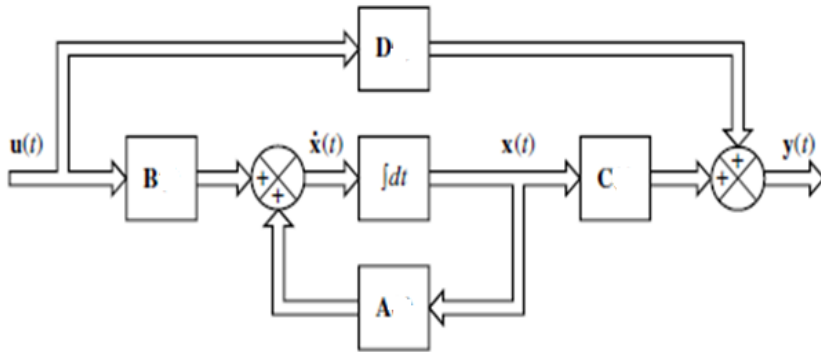 D
u(t)
B
+
+
ẋ(t)
∫dt
x(t)
C
+
+
y(t)
A